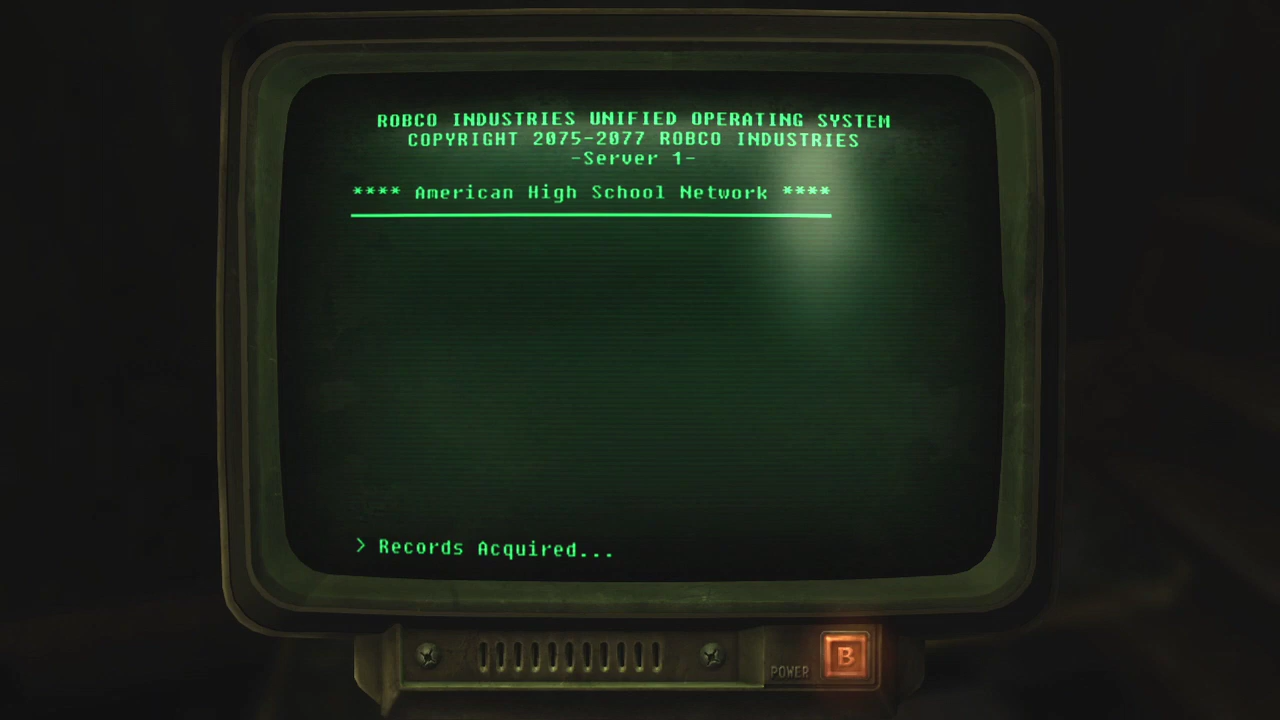 ROBCO INDUSTRIES UNIFIED OPERATING SYSTEM
COPYRIGHT 2075-2077 ROBCO INDUSTRIES
-Server 1-
**** American High School Network ****
> Records Acquired...
POWER
B